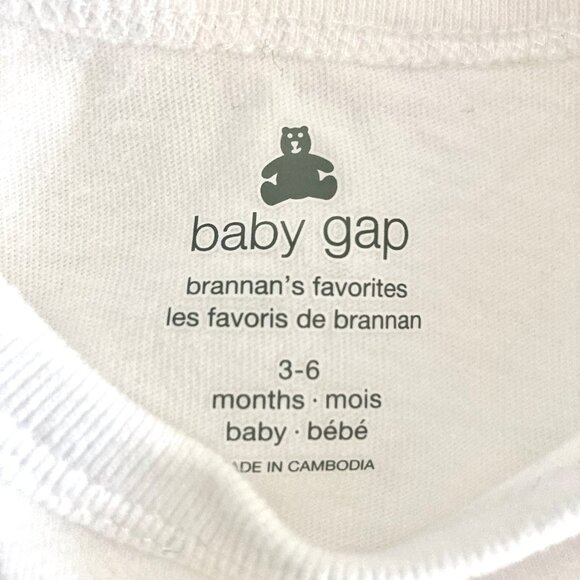 baby gap
brannan's favorites
les favoris de brannan
3-6
months · mois
baby · bébé
ADE IN CAMBODIA